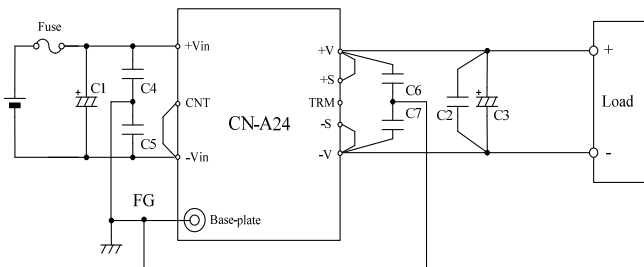 Fuse
+Vin
+V
+
C1
C4
+S
C6
CNT
TRM
C7
C2
C3
Load
CN-A24
C5
-S
-Vin
-V
-
FG
Base-plate
+
+